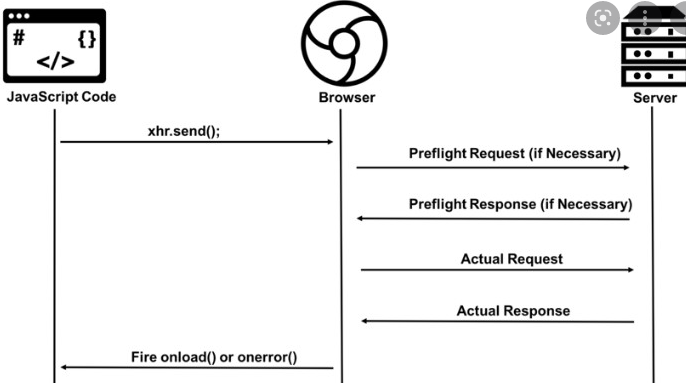 # {}
</>
JavaScript Code
Browser
Server
xhr.send();
Preflight Request (if Necessary)
Preflight Response (if Necessary)
Actual Request
Actual Response
Fire onload() or onerror()